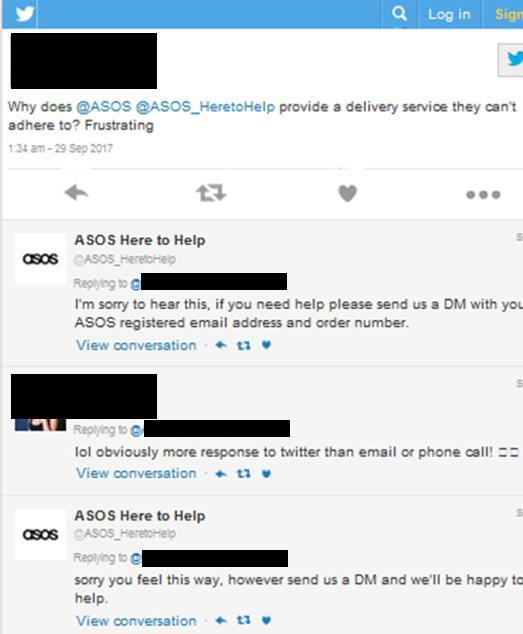 Log in Sign
Why does @ASOS @ASOS_HeretoHelp provide a delivery service they can't
adhere to? Frustrating
1:34 am - 29 Sep 2017
ASOS Here to Help
asos
@ASOS_HeretoHelp
Replying to @
I'm sorry to hear this, if you need help please send us a DM with you
ASOS registered email address and order number.
View conversation ·
Replying to @
lol obviously more response to twitter than email or phone call! □□
View conversation ·
ASOS Here to Help
asos
@ASOS_HeretoHelp
Replying to @
sorry you feel this way, however send us a DM and we'll be happy to
help.
View conversation ·